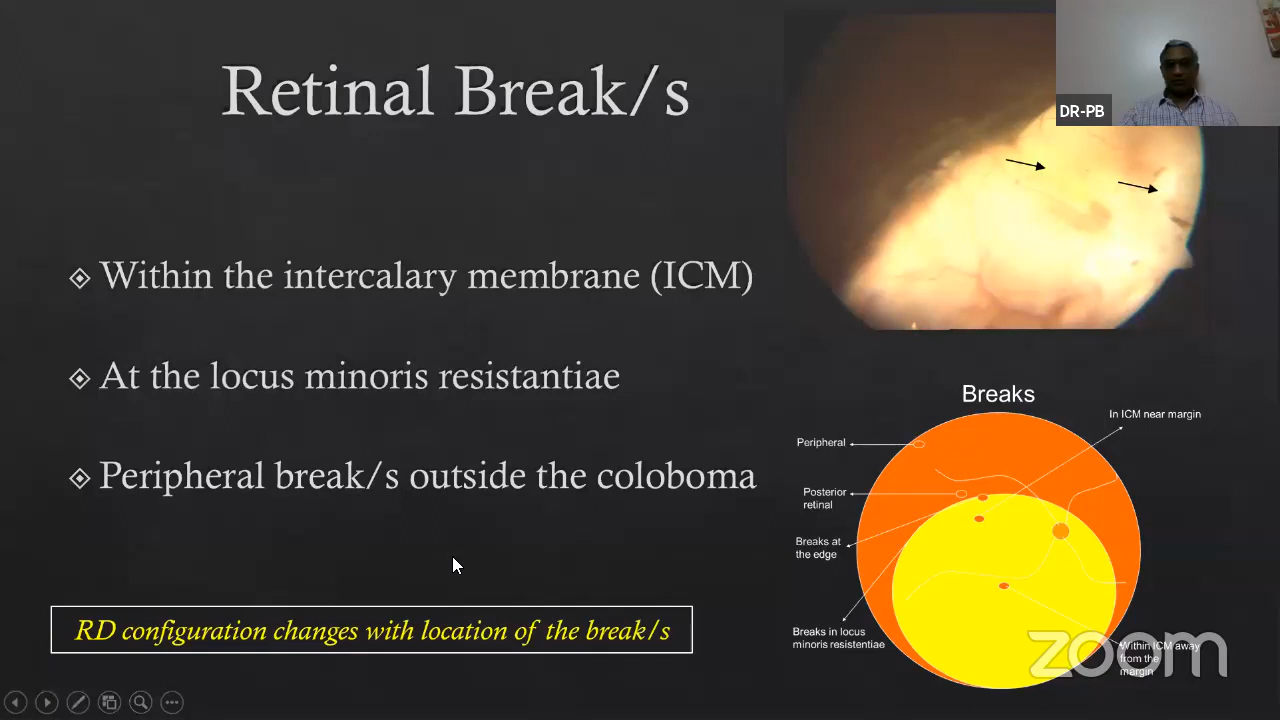 Retinal Break/s
DR-PB
Within the intercalary membrane (ICM)
At the locus minoris resistantiae
Peripheral break/s outside the coloboma
RD configuration changes with location of the break/s
Breaks
In ICM near margin
Peripheral
Posterior
retinal
Breaks at
the edge
Breaks in locus
minoris resistentiae
Within ICM away
from the
margin
zoom